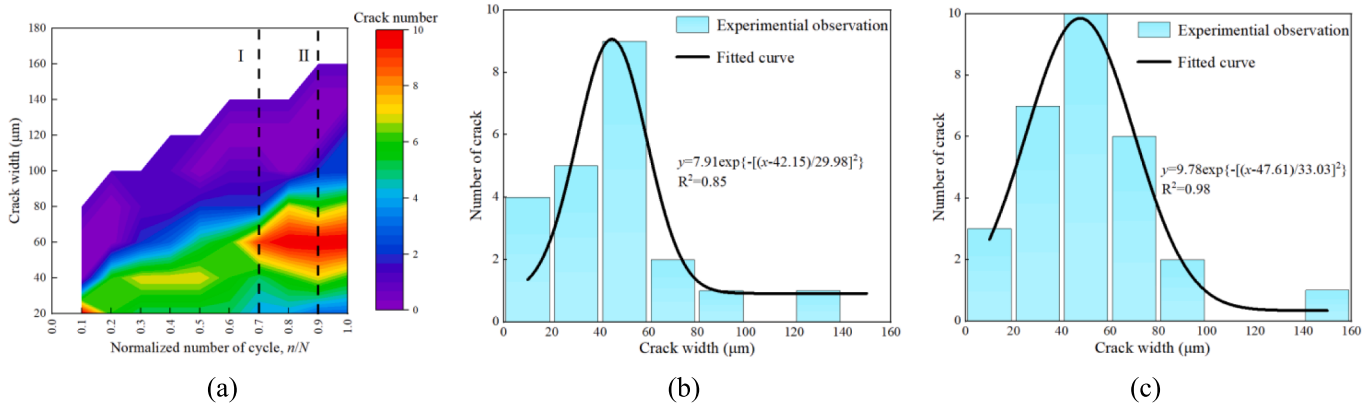 Crack number
180
160
140
120
100
80
60
40
20
Crack width (μm)
I
II
10
8
6
4
2
0
0.0
0.1
0.2
0.3
0.4
0.5
0.6
0.7
0.8
0.9
1.0
Normalized number of cycle, n/N
(a)
10
8
6
4
2
0
Number of crack
Experimental observation
Fitted curve
y=7.91exp{-[(x-42.15)/29.98]²}
R²=0.85
0
20
40
60
80
100
120
140
160
Crack width (μm)
(b)
10
8
6
4
2
0
Number of crack
Experimental observation
Fitted curve
y=9.78exp{-[(x-47.61)/33.03]²}
R²=0.98
0
20
40
60
80
100
120
140
160
Crack width (μm)
(c)